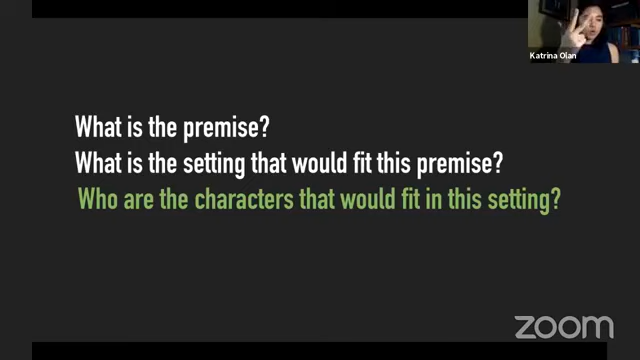 Katrina Olan
What is the premise?
What is the setting that would fit this premise?
Who are the characters that would fit in this setting?
zoom